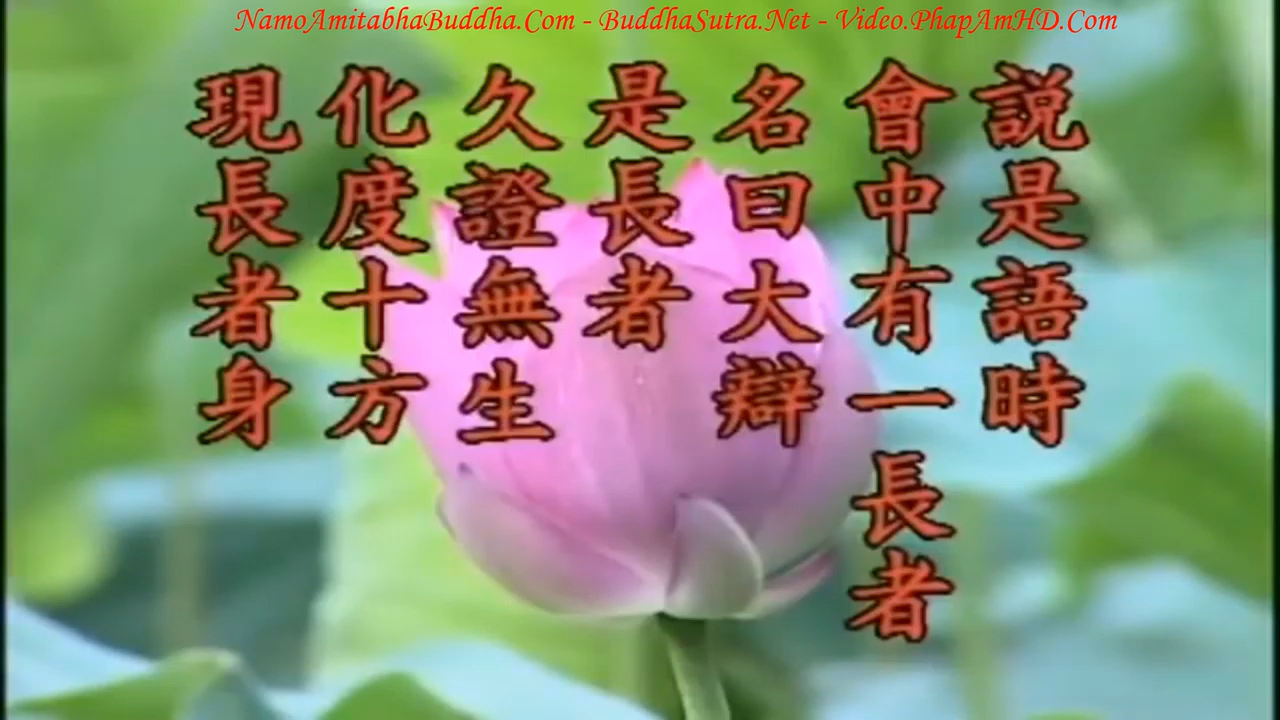 NamoAmitabhaBuddha.Com - BuddhaSutra.Net - Video.PhapAmHD.Com
説是語時
會中有一長者
名曰大辯
是長者
久證無生
化度十方
現長者身